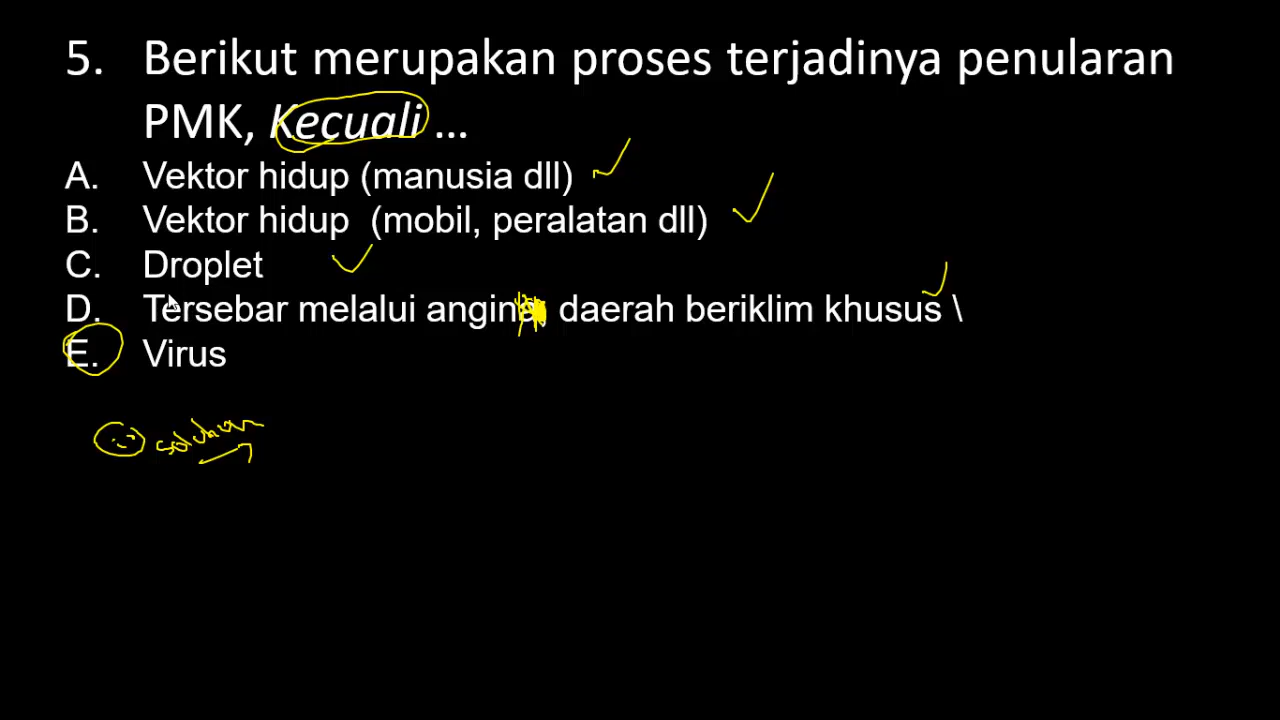 5. Berikut merupakan proses terjadinya penularan
PMK, Kecuali ...
A. Vektor hidup (manusia dll)
B. Vektor hidup (mobil, peralatan dll)
C. Droplet
D. Tersebar melalui angin daerah beriklim khusus \
E. Virus